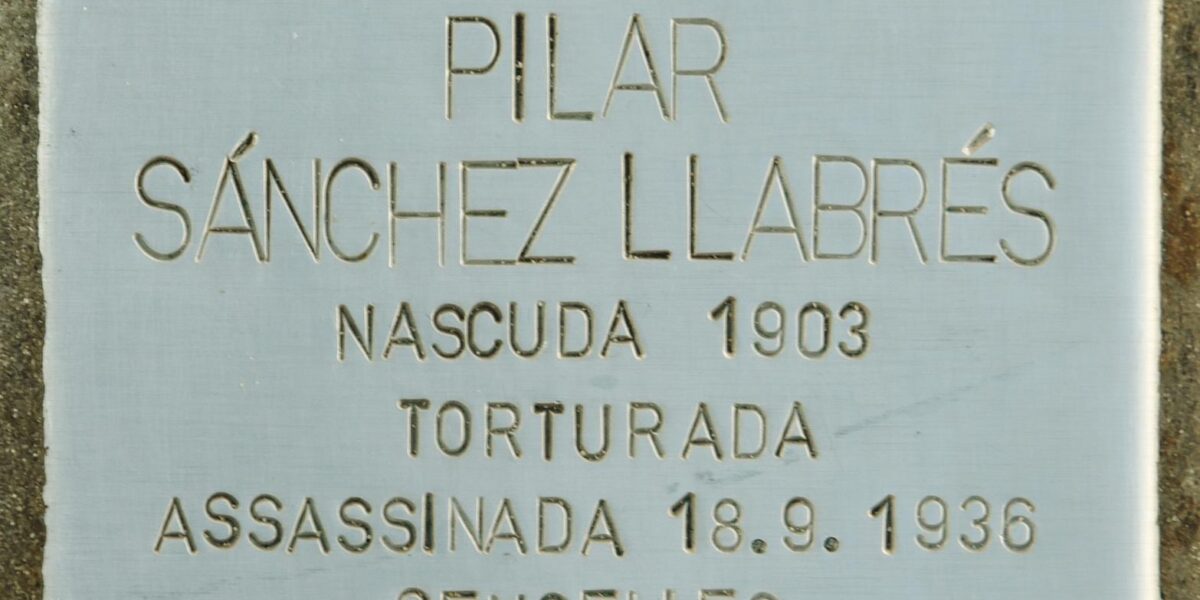 PILAR
SÁNCHEZ LLABRÉS
NASCUDA 1903
TORTURADA
ASSASSINADA 18.9.1936